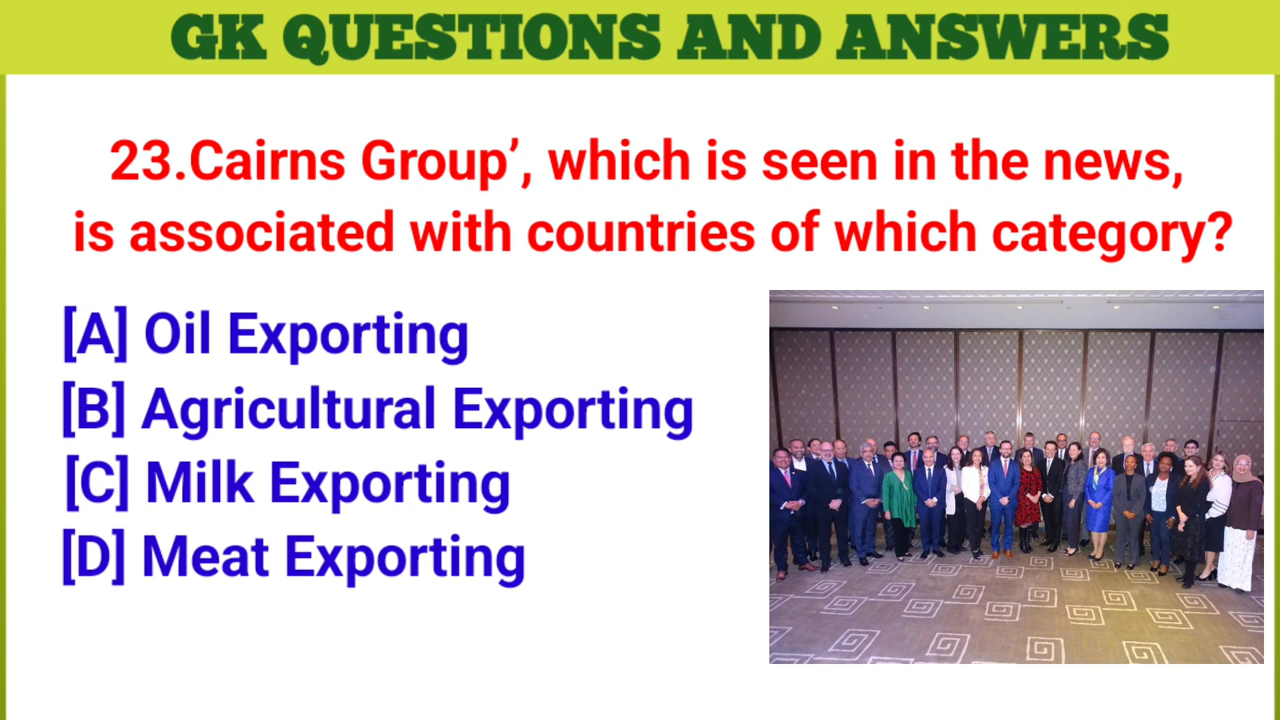 GK QUESTIONS AND ANSWERS
23.Cairns Group’, which is seen in the news,
is associated with countries of which category?
[A] Oil Exporting
[B] Agricultural Exporting
[C] Milk Exporting
[D] Meat Exporting